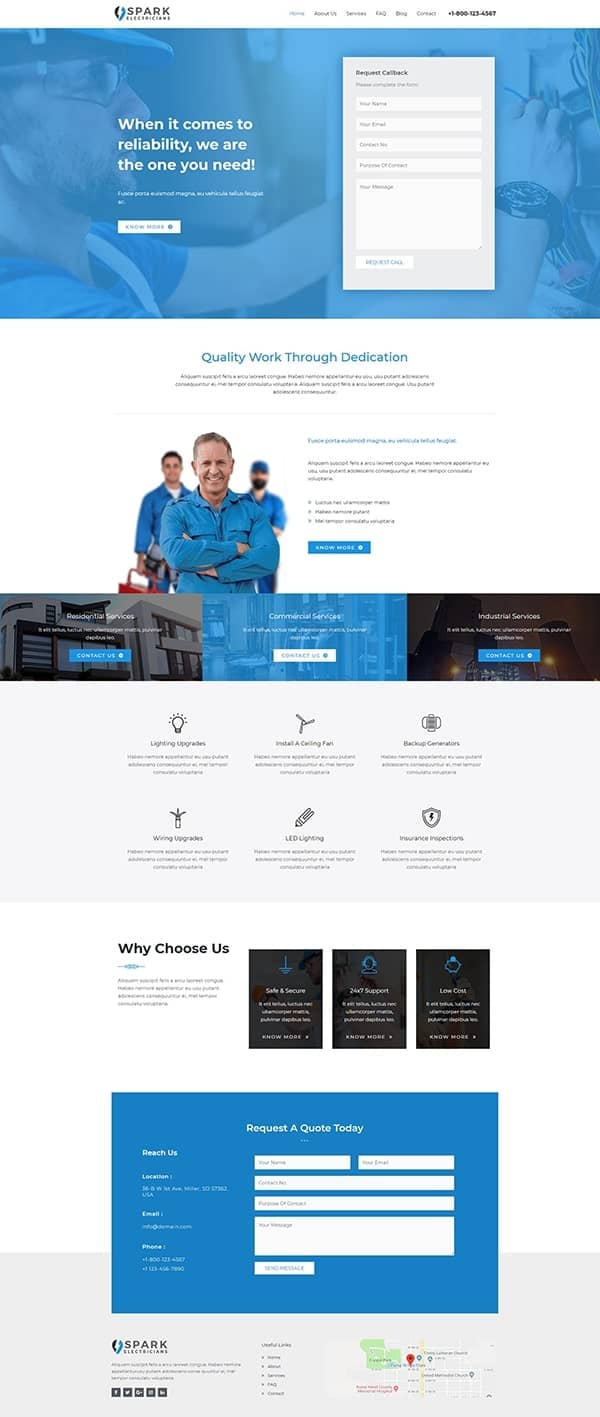 SPARK
ELECTRICIANS
Home About Us Services FAQ Blog Contact +1-800-123-4567
When it comes to
reliability, we are
the one you need!
Fusce porta euismod magna, eu vehicula tellus feugiat
ac.
KNOW MORE
Request Callback
Please complete the form
Your Name
Your Email
Contact No.
Purpose Of Contact
Your Message
REQUEST CALL
Quality Work Through Dedication
Aliquam suscipit felis a arcu laoreet congue. Habeo nemore appellantur eu usu, usu putant adolescens
consequuntur ei, mel tempor consulatu voluptaria. Aliquam suscipit felis a arcu laoreet congue. Usu putant
adolescens consequuntur.
Fusce porta euismod magna, eu vehicula tellus feugiat.
Aliquam suscipit felis a arcu laoreet congue. Habeo nemore appellantur eu
usu, usu putant adolescens consequuntur ei, mel tempor consulatu
voluptaria.
Luctus nec ullamcorper mattis
Habeo nemore putant
Mel tempor consulatu voluptaria
KNOW MORE
Residential Services
It elit tellus, luctus nec ullamcorper mattis, pulvinar
dapibus leo.
CONTACT US
Commercial Services
It elit tellus, luctus nec ullamcorper mattis, pulvinar
dapibus leo.
CONTACT US
Industrial Services
It elit tellus, luctus nec ullamcorper mattis, pulvinar
dapibus leo.
CONTACT US
Lighting Upgrades
Habeo nemore appellantur eu usu putant
adolescens consequuntur ei, mel tempor
consulatu voluptaria
Install A Ceiling Fan
Habeo nemore appellantur eu usu putant
adolescens consequuntur ei, mel tempor
consulatu voluptaria
Backup Generators
Habeo nemore appellantur eu usu putant
adolescens consequuntur ei, mel tempor
consulatu voluptaria
Wiring Upgrades
Habeo nemore appellantur eu usu putant
adolescens consequuntur ei, mel tempor
consulatu voluptaria
LED Lighting
Habeo nemore appellantur eu usu putant
adolescens consequuntur ei, mel tempor
consulatu voluptaria
Insurance Inspections
Habeo nemore appellantur eu usu putant
adolescens consequuntur ei, mel tempor
consulatu voluptaria
Why Choose Us
Aliquam suscipit felis a arcu laoreet congue.
Habeo nemore appellantur eu usu, usu putant
adolescens consequuntur ei, mel tempor
consulatu voluptaria.
Safe & Secure
It elit tellus, luctus nec
ullamcorper mattis,
pulvinar dapibus leo.
KNOW MORE
24x7 Support
It elit tellus, luctus nec
ullamcorper mattis,
pulvinar dapibus leo.
KNOW MORE
Low Cost
It elit tellus, luctus nec
ullamcorper mattis,
pulvinar dapibus leo.
KNOW MORE
Request A Quote Today
Reach Us
Location :
36-B W 1st Ave, Miller, SD 57362,
USA
Email :
info@domain.com
Phone :
+1-800-123-4567
+1 123-456-7890
Your Name
Your Email
Contact No.
Purpose Of Contact
Your Message
SEND MESSAGE
SPARK
ELECTRICIANS
Aliquam suscipit felis a arcu laoreet congue. Habeo nemore
appellantur eu usu putant adolescens consequuntur ei, mel tempor
consulatu voluptaria.
Useful Links
Home
About
Services
FAQ
Contact
Trinity Lutheran Church
United Methodist Church
Memorial Hospital